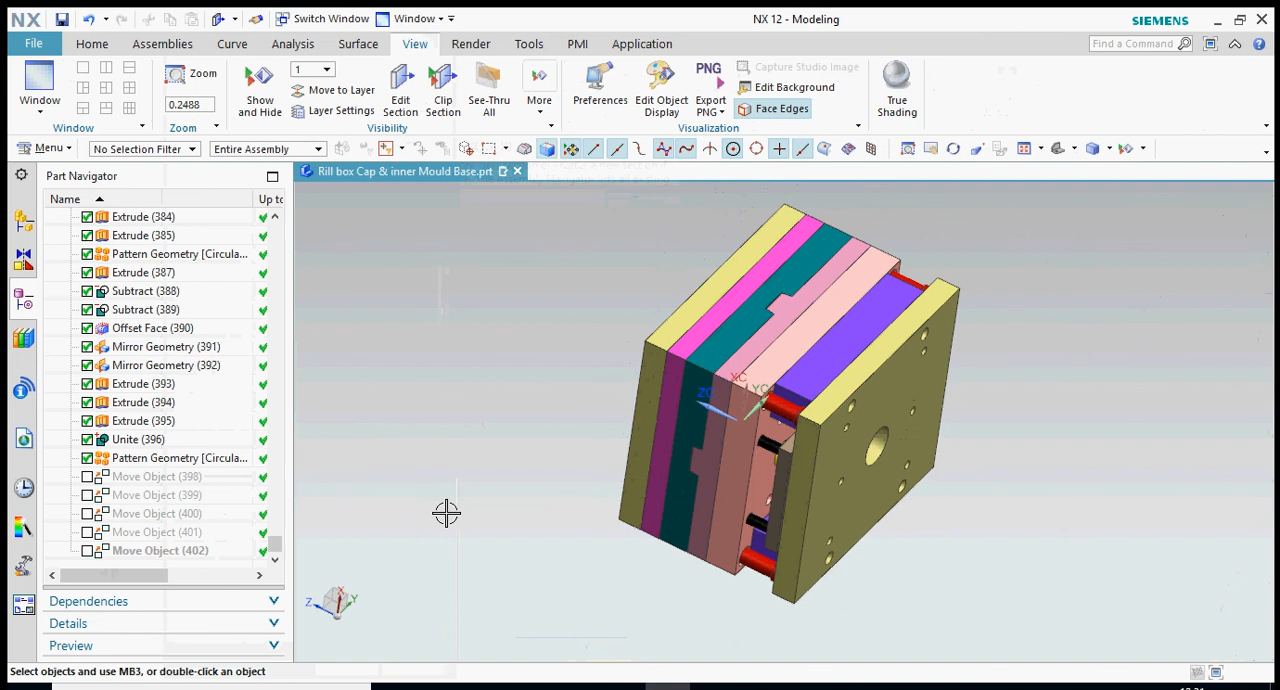 NX
Switch Window
Window
NX 12 - Modeling
SIEMENS
File
Home
Assemblies
Curve
Analysis
Surface
View
Render
Tools
PMI
Application
Find a Command
Window
Zoom
0.2488
Show and Hide
1
Move to Layer
Layer Settings
Edit Section
Clip Section
See-Thru All
More
Preferences
Edit Object Display
PNG
Export PNG
Capture Studio Image
Edit Background
Face Edges
True Shading
Window
Zoom
Visibility
Visualization
Menu
No Selection Filter
Entire Assembly
Part Navigator
Rill box Cap & inner Mould Base.prt
Name
Up to
Extrude (384)
Extrude (385)
Pattern Geometry [Circula...
Extrude (387)
Subtract (388)
Subtract (389)
Offset Face (390)
Mirror Geometry (391)
Mirror Geometry (392)
Extrude (393)
Extrude (394)
Extrude (395)
Unite (396)
Pattern Geometry [Circula...
Move Object (398)
Move Object (399)
Move Object (400)
Move Object (401)
Move Object (402)
Dependencies
Details
Preview
XC
YC
ZC
X
Y
Z
Select objects and use MB3, or double-click an object